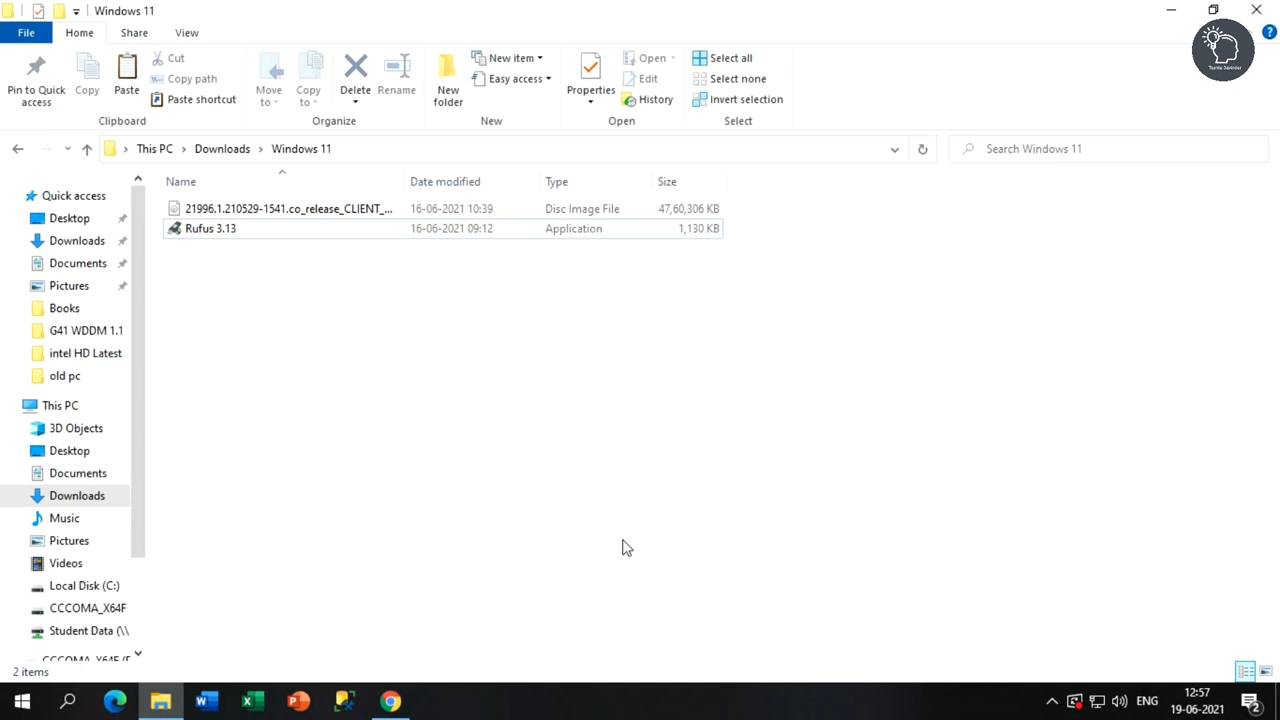 Windows 11
File Home Share View
Pin to Quick access
Copy
Paste
Cut
Copy path
Paste shortcut
Clipboard
Move to
Copy to
Delete
Rename
Organize
New folder
New item
Easy access
New
Properties
Open
Edit
History
Open
Select all
Select none
Invert selection
Select
This PC Downloads Windows 11
Search Windows 11
Name Date modified Type Size
21996.1.210529-1541.co_release_CLIENT_... 16-06-2021 10:39 Disc Image File 47,60,306 KB
Rufus 3.13 16-06-2021 09:12 Application 1,130 KB
Quick access
Desktop
Downloads
Documents
Pictures
Books
G41 WDDM 1.1
intel HD Latest
old pc
This PC
3D Objects
Desktop
Documents
Downloads
Music
Pictures
Videos
Local Disk (C:)
CCCOMA_X64F
Student Data (\\
CCCOMA_X64F (
2 items
ENG
12:57
19-06-2021
2